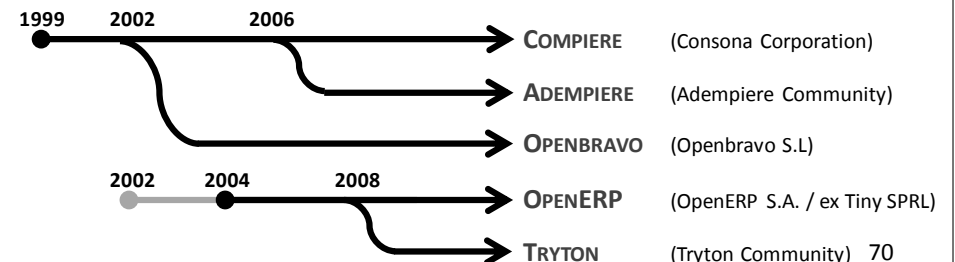 1999 2002 2006
COMPIERE (Consona Corporation)
ADEMPIERE (Adempiere Community)
OPENBRAVO (Openbravo S.L)
2002 2004 2008
OPENERP (OpenERP S.A. / ex Tiny SPRL)
TRYTON (Tryton Community) 70